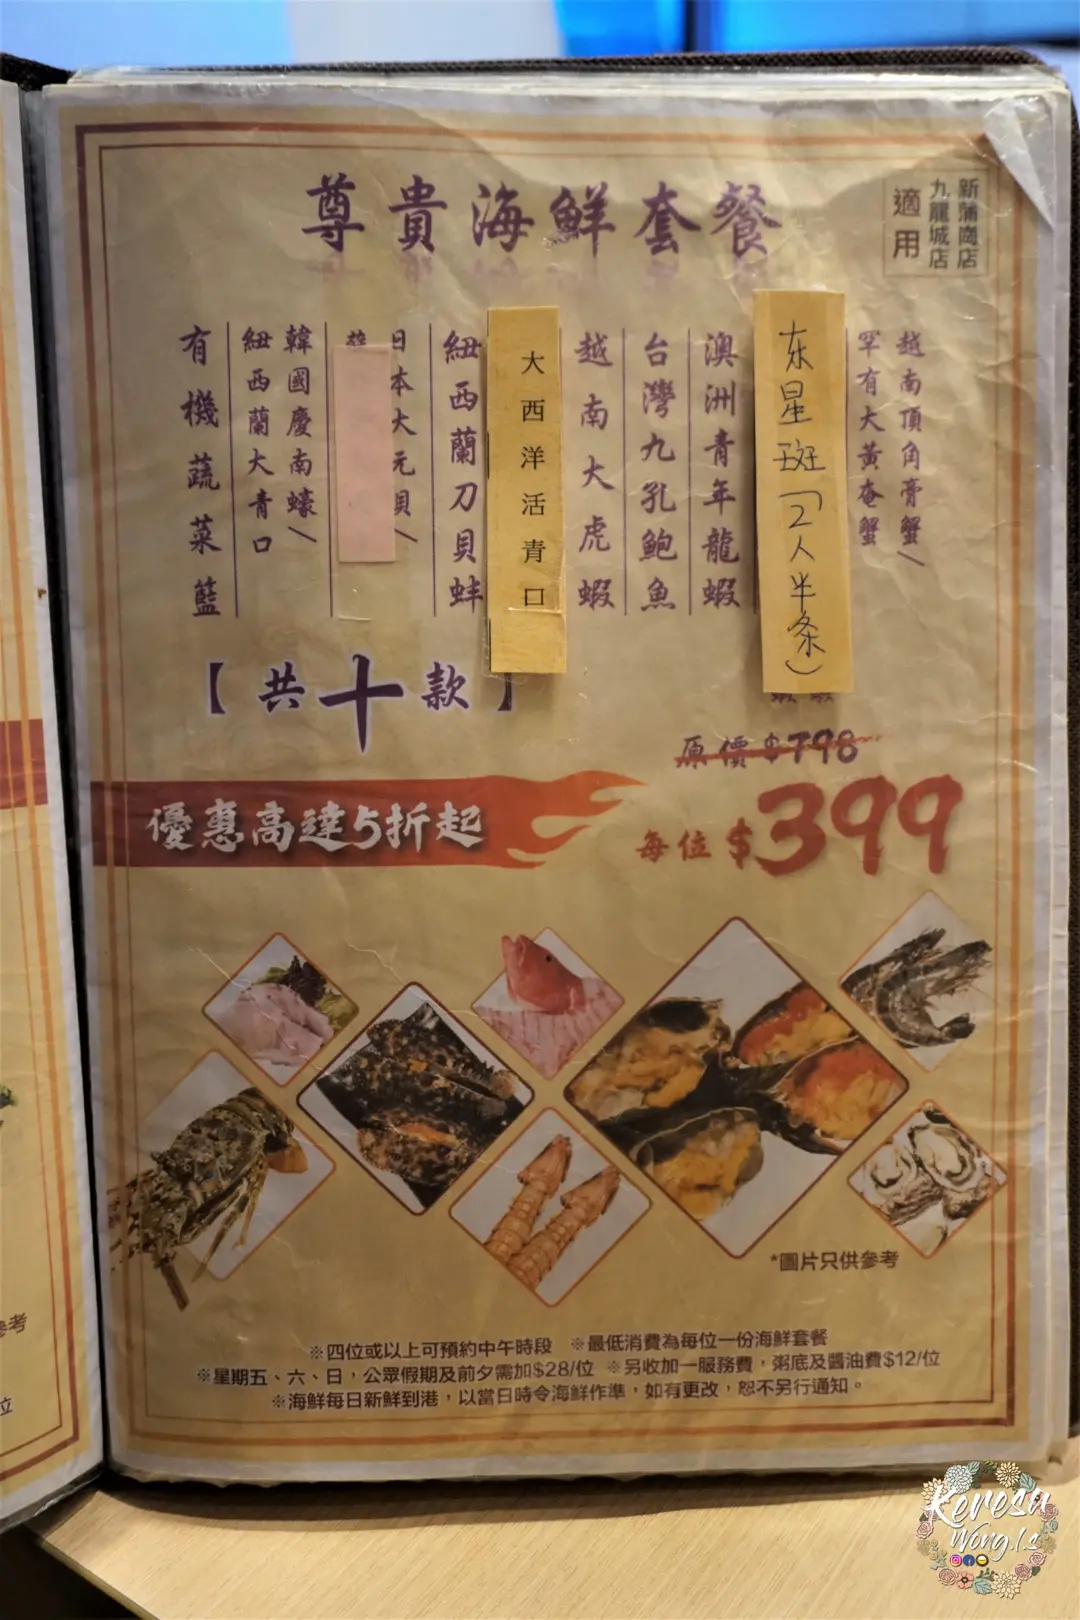 尊貴海鮮套餐
新蒲崗店
九龍城店
適用
越南頂角膏蟹/
罕有大黃奄蟹
东星斑(2人半条)
澳洲青年龍蝦
台灣九孔鮑魚
越南大虎蝦
大西洋活青口
紐西蘭刀貝蚌
日本大元貝/
韓國慶南蠔/
紐西蘭大青口
有機蔬菜籃
【共十款】
原價$798
優惠高達5折起
每位$399
*圖片只供參考
※四位或以上可預約中午時段 ※最低消費為每位一份海鮮套餐
※星期五、六、日,公眾假期及前夕需加$28/位 ※另收加一服務費,粥底及醬油費$12/位
※海鮮每日新鮮到港,以當日時令海鮮作準,如有更改,恕不另行通知。
參考
位
Keresa
Wong.l.s